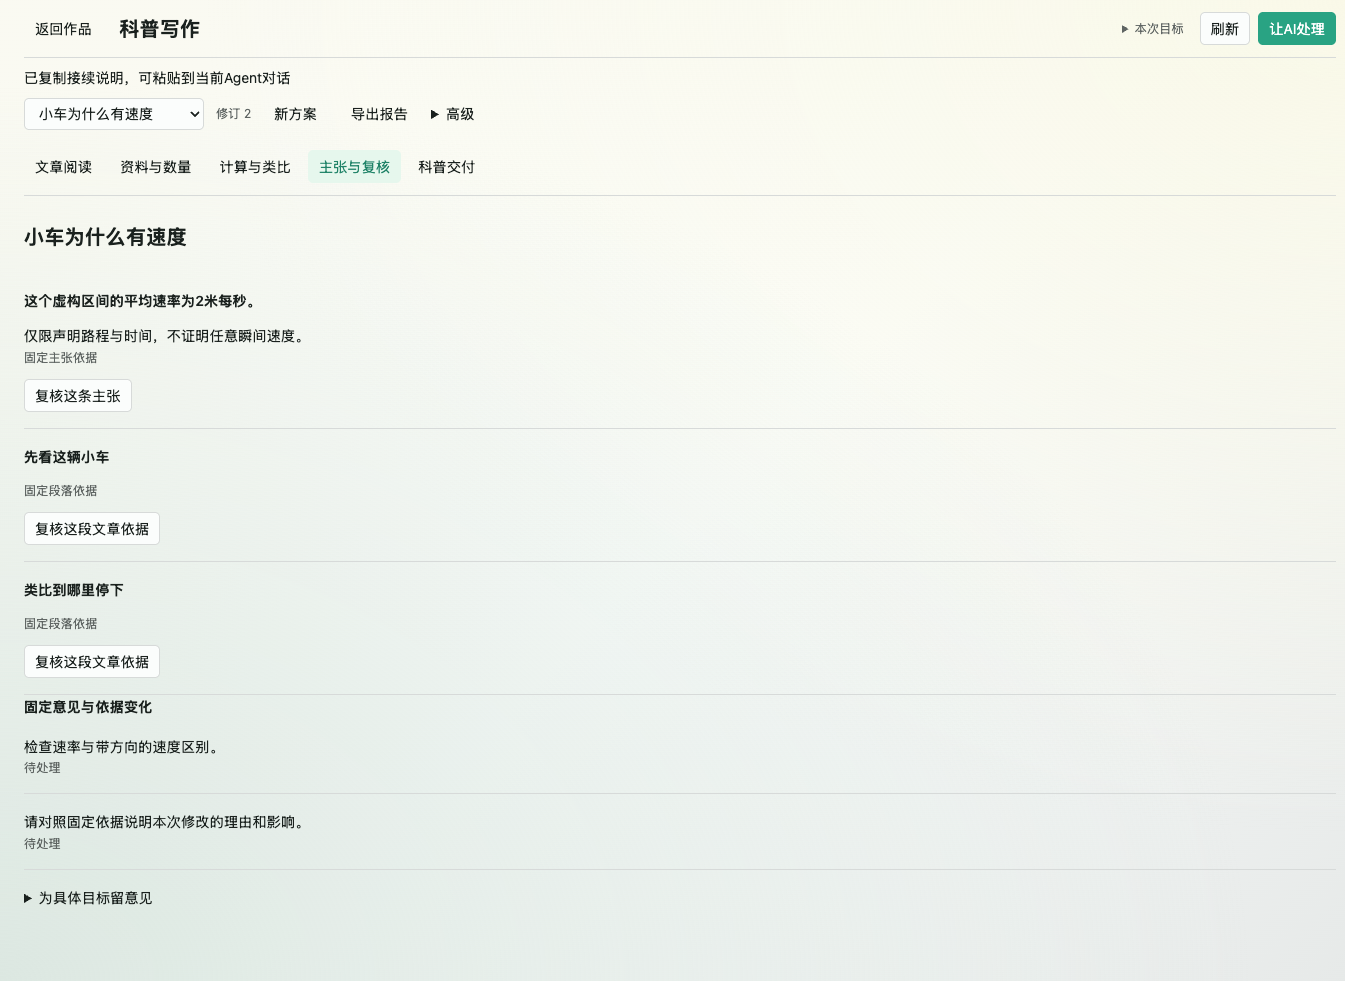 返回作品 科普写作 ▶ 本次目标 刷新 让AI处理
已复制接续说明，可粘贴到当前Agent对话
小车为什么有速度 修订 2 新方案 导出报告 ▶ 高级
文章阅读 资料与数量 计算与类比 主张与复核 科普交付
小车为什么有速度
这个虚构区间的平均速率为2米每秒。
仅限声明路程与时间，不证明任意瞬间速度。
固定主张依据
复核这条主张
先看这辆小车
固定段落依据
复核这段文章依据
类比到哪里停下
固定段落依据
复核这段文章依据
固定意见与依据变化
检查速率与带方向的速度区别。
待处理
请对照固定依据说明本次修改的理由和影响。
待处理
▶ 为具体目标留意见